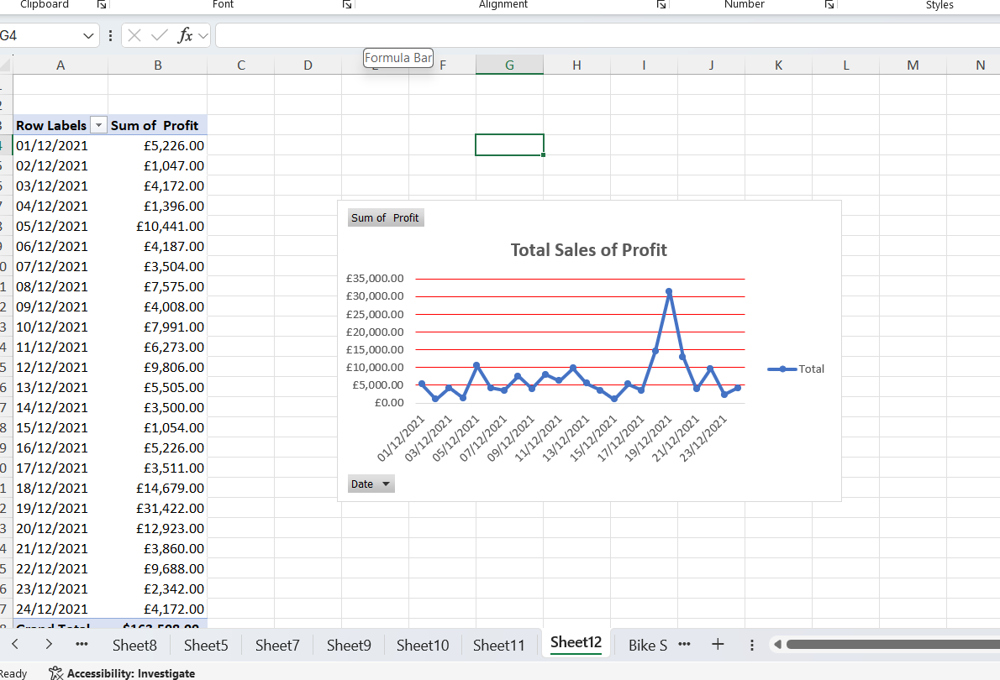 Clipboard Font Alignment Number Styles
G4 fx
Formula Bar
A B C D F G H I J K L M N
Row Labels Sum of  Profit
01/12/2021 £5,226.00
02/12/2021 £1,047.00
03/12/2021 £4,172.00
04/12/2021 £1,396.00
05/12/2021 £10,441.00
06/12/2021 £4,187.00
07/12/2021 £3,504.00
08/12/2021 £7,575.00
09/12/2021 £4,008.00
10/12/2021 £7,991.00
11/12/2021 £6,273.00
12/12/2021 £9,806.00
13/12/2021 £5,505.00
14/12/2021 £3,500.00
15/12/2021 £1,054.00
16/12/2021 £5,226.00
17/12/2021 £3,511.00
18/12/2021 £14,679.00
19/12/2021 £31,422.00
20/12/2021 £12,923.00
21/12/2021 £3,860.00
22/12/2021 £9,688.00
23/12/2021 £2,342.00
24/12/2021 £4,172.00
Grand Total
Sum of  Profit
Total Sales of Profit
£35,000.00
£30,000.00
£25,000.00
£20,000.00
£15,000.00
£10,000.00
£5,000.00
£0.00
01/12/2021 03/12/2021 05/12/2021 07/12/2021 09/12/2021 11/12/2021 13/12/2021 15/12/2021 17/12/2021 19/12/2021 21/12/2021 23/12/2021
Total
Date
Sheet8 Sheet5 Sheet7 Sheet9 Sheet10 Sheet11 Sheet12 Bike S
Ready Accessibility: Investigate